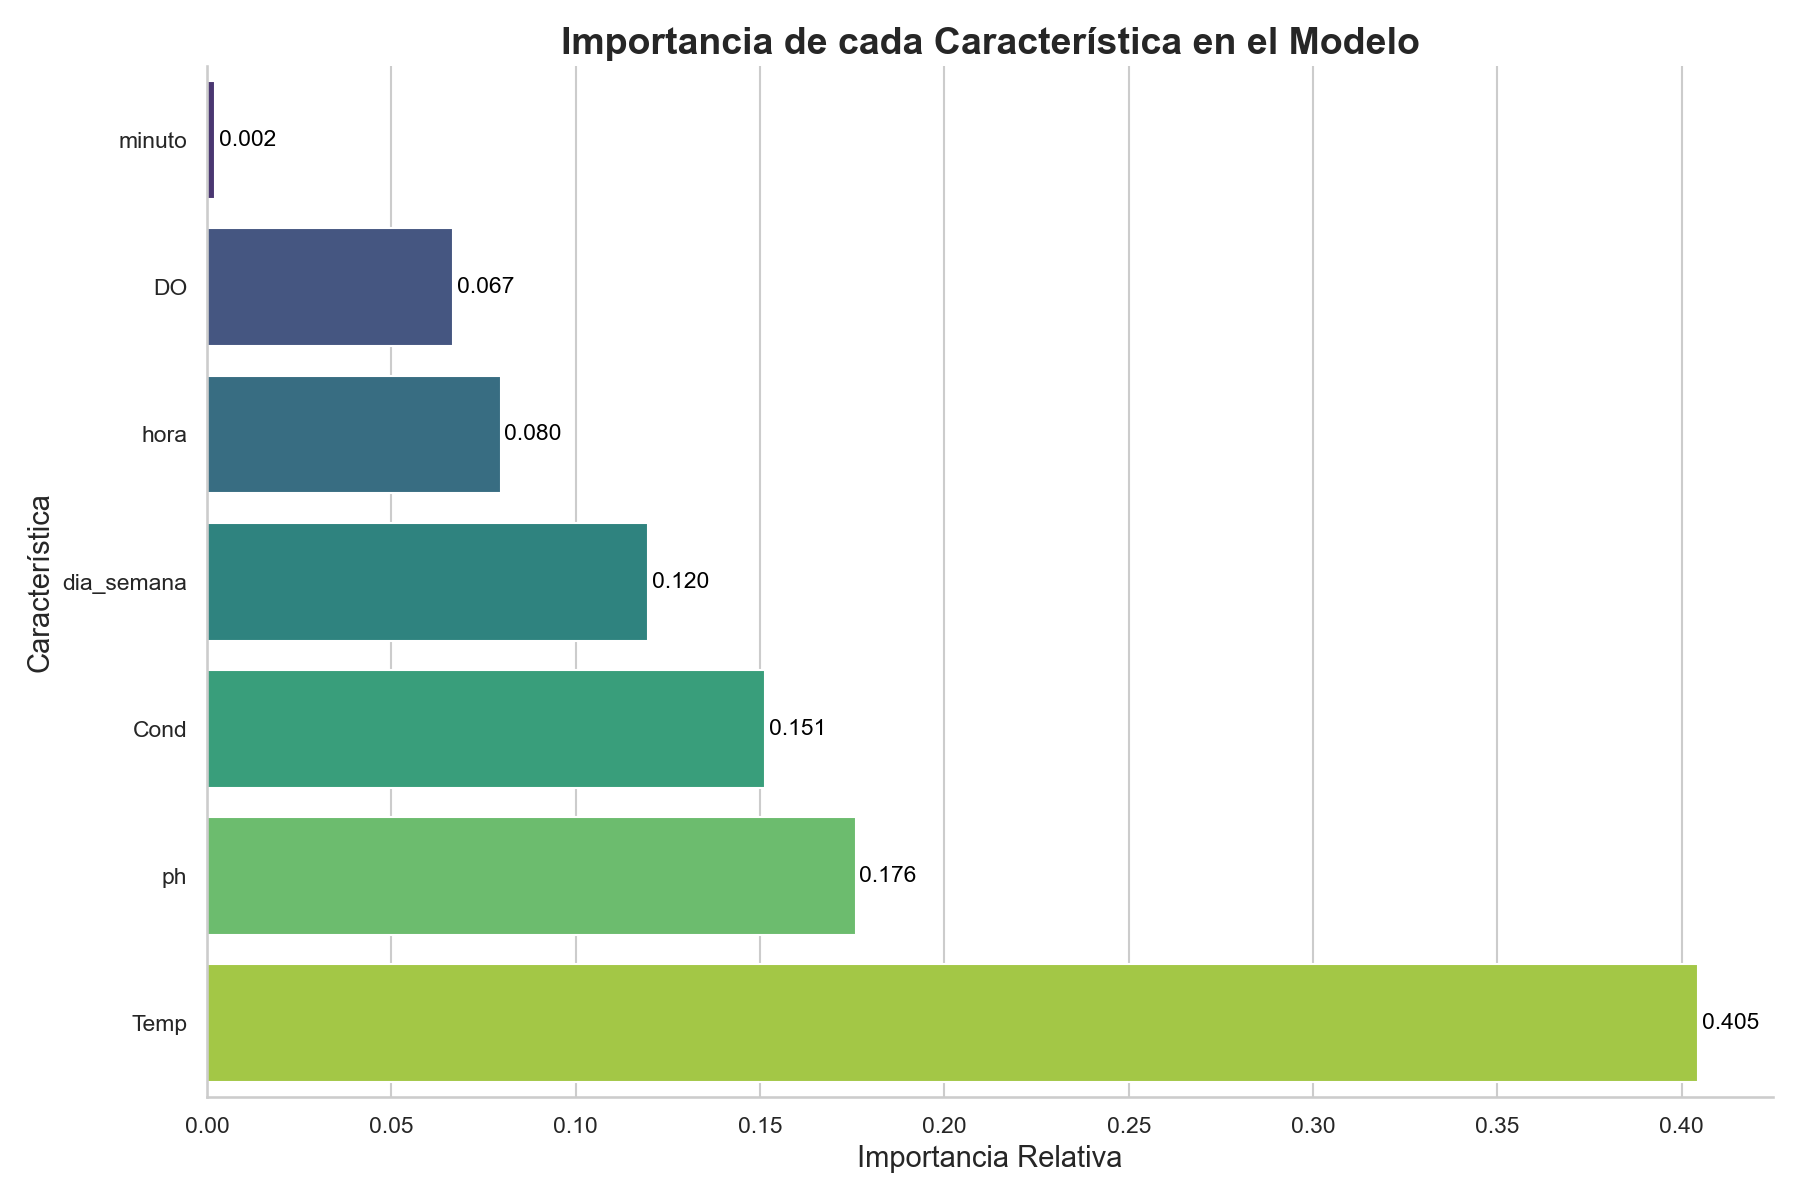 Importancia de cada Característica en el Modelo
minuto
0.002
DO
0.067
hora
0.080
dia_semana
0.120
Cond
0.151
ph
0.176
Temp
0.405
Característica
0.00 0.05 0.10 0.15 0.20 0.25 0.30 0.35 0.40
Importancia Relativa